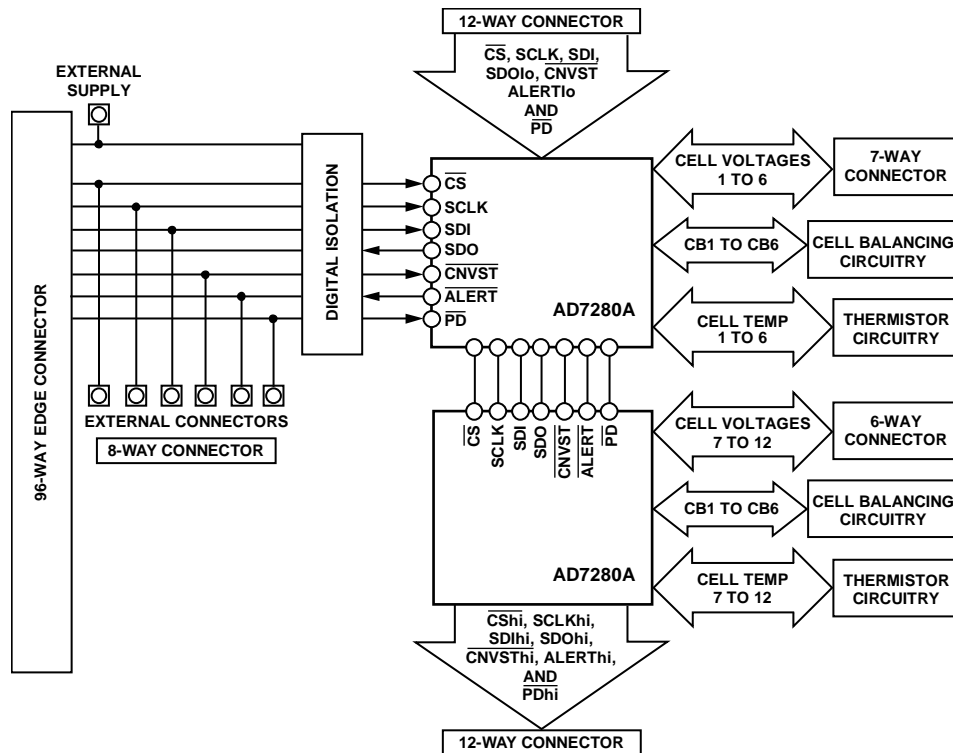 12-WAY CONNECTOR
CS, SCLK, SDI,
SDOlo, CNVST
ALERTlo
AND
PD
EXTERNAL
SUPPLY
96-WAY EDGE CONNECTOR
DIGITAL ISOLATION
CS
SCLK
SDI
SDO
CNVST
ALERT
PD
AD7280A
CELL VOLTAGES
1 TO 6
7-WAY
CONNECTOR
CB1 TO CB6
CELL BALANCING
CIRCUITRY
CELL TEMP
1 TO 6
THERMISTOR
CIRCUITRY
EXTERNAL CONNECTORS
8-WAY CONNECTOR
CS
SCLK
SDI
SDO
CNVST
ALERT
PD
AD7280A
CELL VOLTAGES
7 TO 12
6-WAY
CONNECTOR
CB1 TO CB6
CELL BALANCING
CIRCUITRY
CELL TEMP
7 TO 12
THERMISTOR
CIRCUITRY
CShi, SCLKhi,
SDIhi, SDOhi,
CNVSThi, ALERThi,
AND
PDhi
12-WAY CONNECTOR